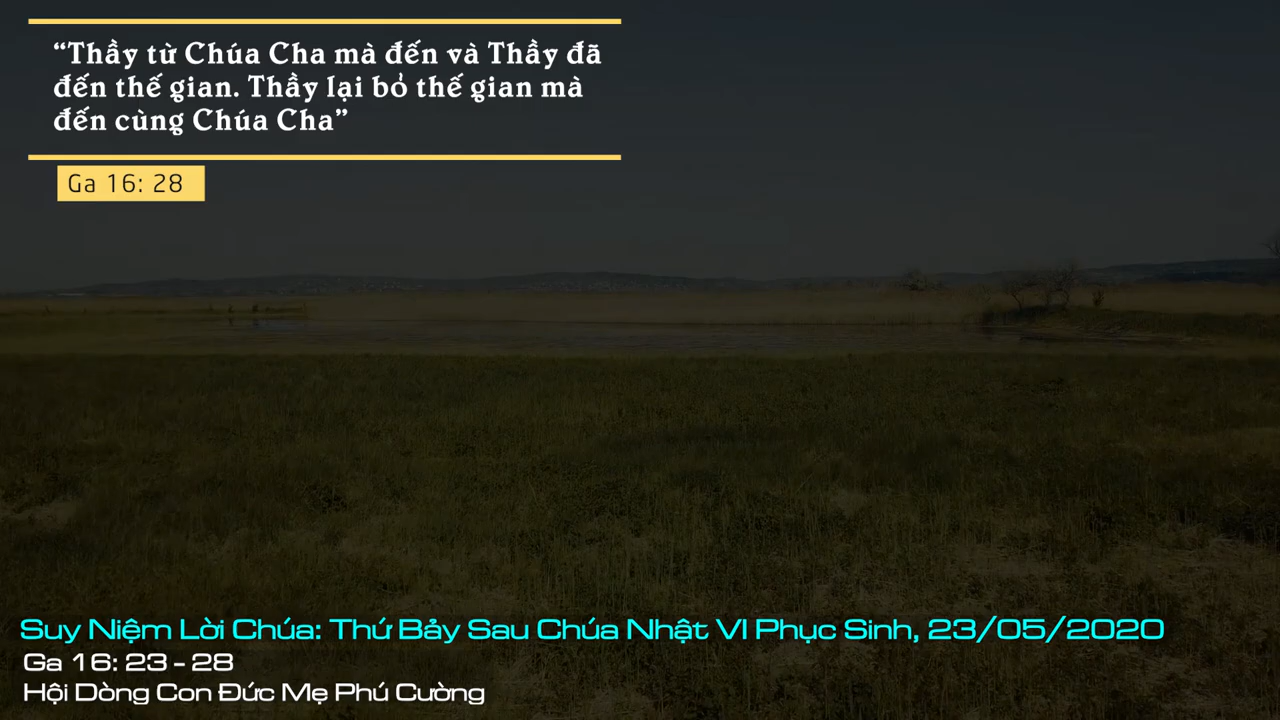 “Thầy từ Chúa Cha mà đến và Thầy đã
đến thế gian. Thầy lại bỏ thế gian mà
đến cùng Chúa Cha”
Ga 16: 28
Suy Niệm Lời Chúa: Thứ Bảy Sau Chúa Nhật VI Phục Sinh, 23/05/2020
Ga 16: 23 - 28
Hội Dòng Con Đức Mẹ Phú Cường